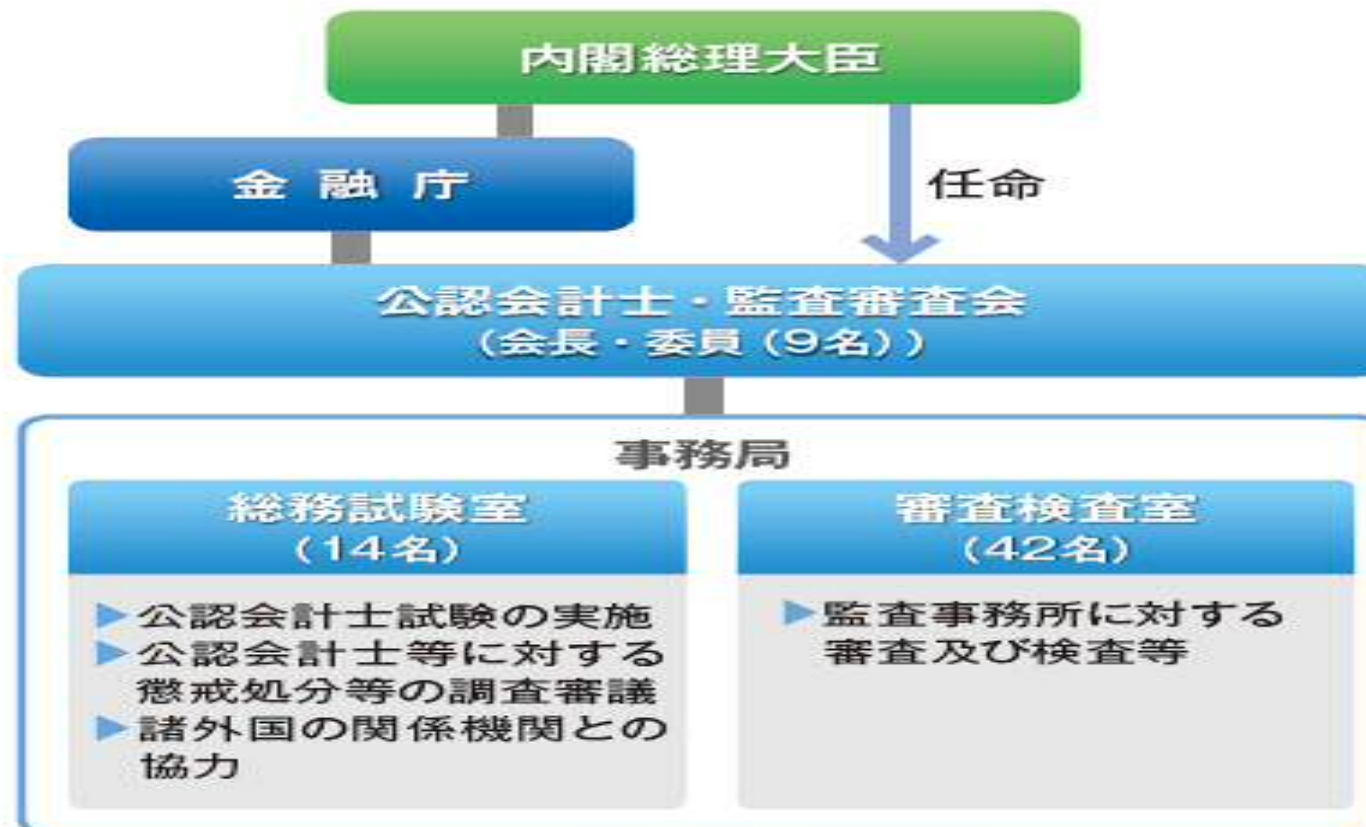 内閣総理大臣
金融庁
任命
公認会計士・監査審査会
(会長・委員(9名))
事務局
総務試験室
(14名)
▶公認会計士試験の実施
▶公認会計士等に対する
懲戒処分等の調査審議
▶諸外国の関係機関との
協力
審査検査室
(42名)
▶監査事務所に対する
審査及び検査等